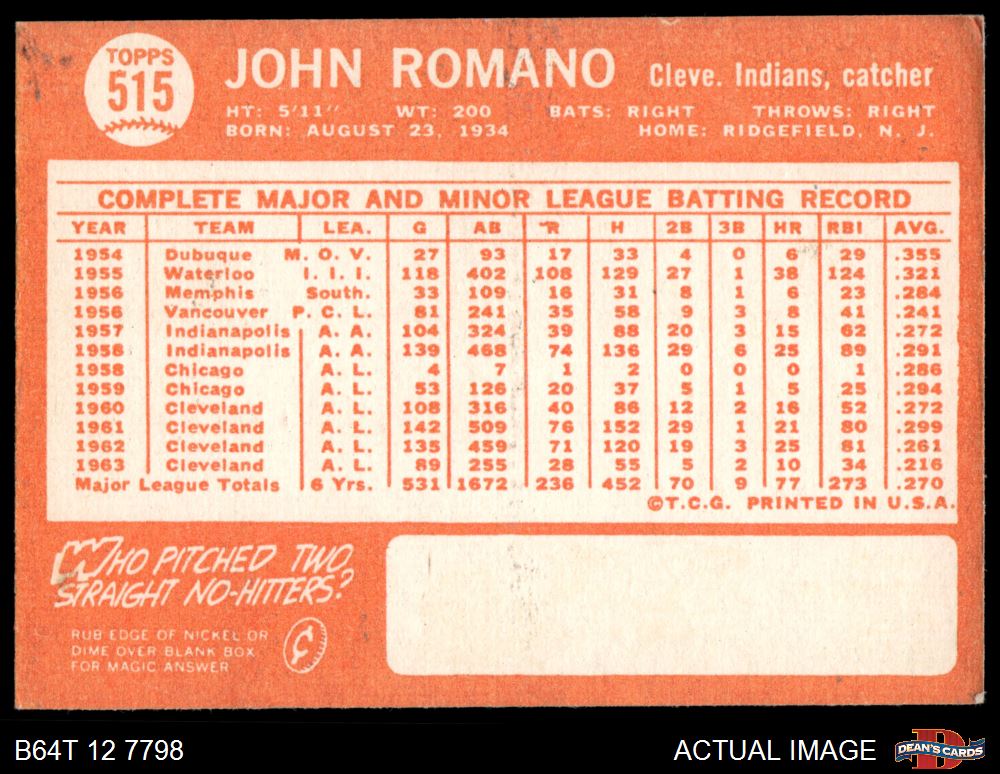 TOPPS
515
JOHN ROMANO Cleve. Indians, catcher
HT: 5'11" WT: 200 BATS: RIGHT THROWS: RIGHT
BORN: AUGUST 23, 1934 HOME: RIDGEFIELD, N. J.
COMPLETE MAJOR AND MINOR LEAGUE BATTING RECORD
YEAR TEAM LEA. G AB R H 2B 3B HR RBI AVG.
1954 Dubuque M. O. V. 27 93 17 33 4 0 6 29 .355
1955 Waterloo I. I. I. 118 402 108 129 27 1 38 124 .321
1956 Memphis South. 33 109 16 31 8 1 6 23 .284
1956 Vancouver P. C. L. 81 241 35 58 9 3 8 41 .241
1957 Indianapolis A. A. 104 324 39 88 20 3 15 62 .272
1958 Indianapolis A. A. 139 468 74 136 29 6 25 89 .291
1958 Chicago A. L. 4 7 1 2 0 0 0 1 .286
1959 Chicago A. L. 53 126 20 37 5 1 5 25 .294
1960 Cleveland A. L. 108 316 40 86 12 2 16 52 .272
1961 Cleveland A. L. 142 509 76 152 29 1 21 80 .299
1962 Cleveland A. L. 135 459 71 120 19 3 25 81 .261
1963 Cleveland A. L. 89 255 28 55 5 2 10 34 .216
Major League Totals 6 Yrs. 531 1672 236 452 70 9 77 273 .270
©T.C.G. PRINTED IN U.S.A.
WHO PITCHED TWO
STRAIGHT NO-HITTERS?
RUB EDGE OF NICKEL OR
DIME OVER BLANK BOX
FOR MAGIC ANSWER
¢
B64T 12 7798 ACTUAL IMAGE
D
DEAN'S CARDS